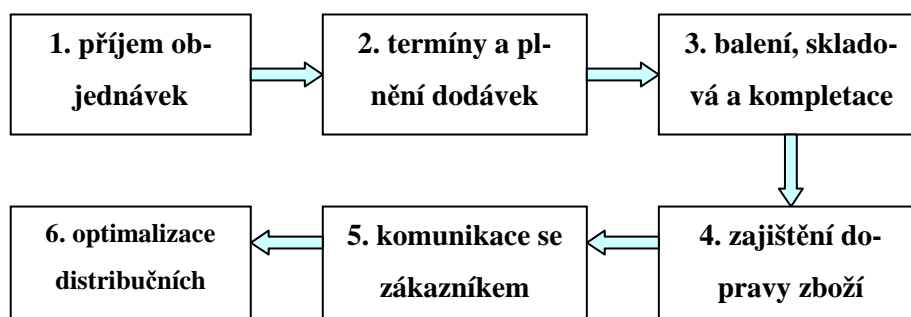 1. příjem ob-
jednávek
2. termíny a pl-
nění dodávek
3. balení, sklado-
vá a kompletace
4. zajištění do-
pravy zboží
5. komunikace se
zákazníkem
6. optimalizace
distribučních